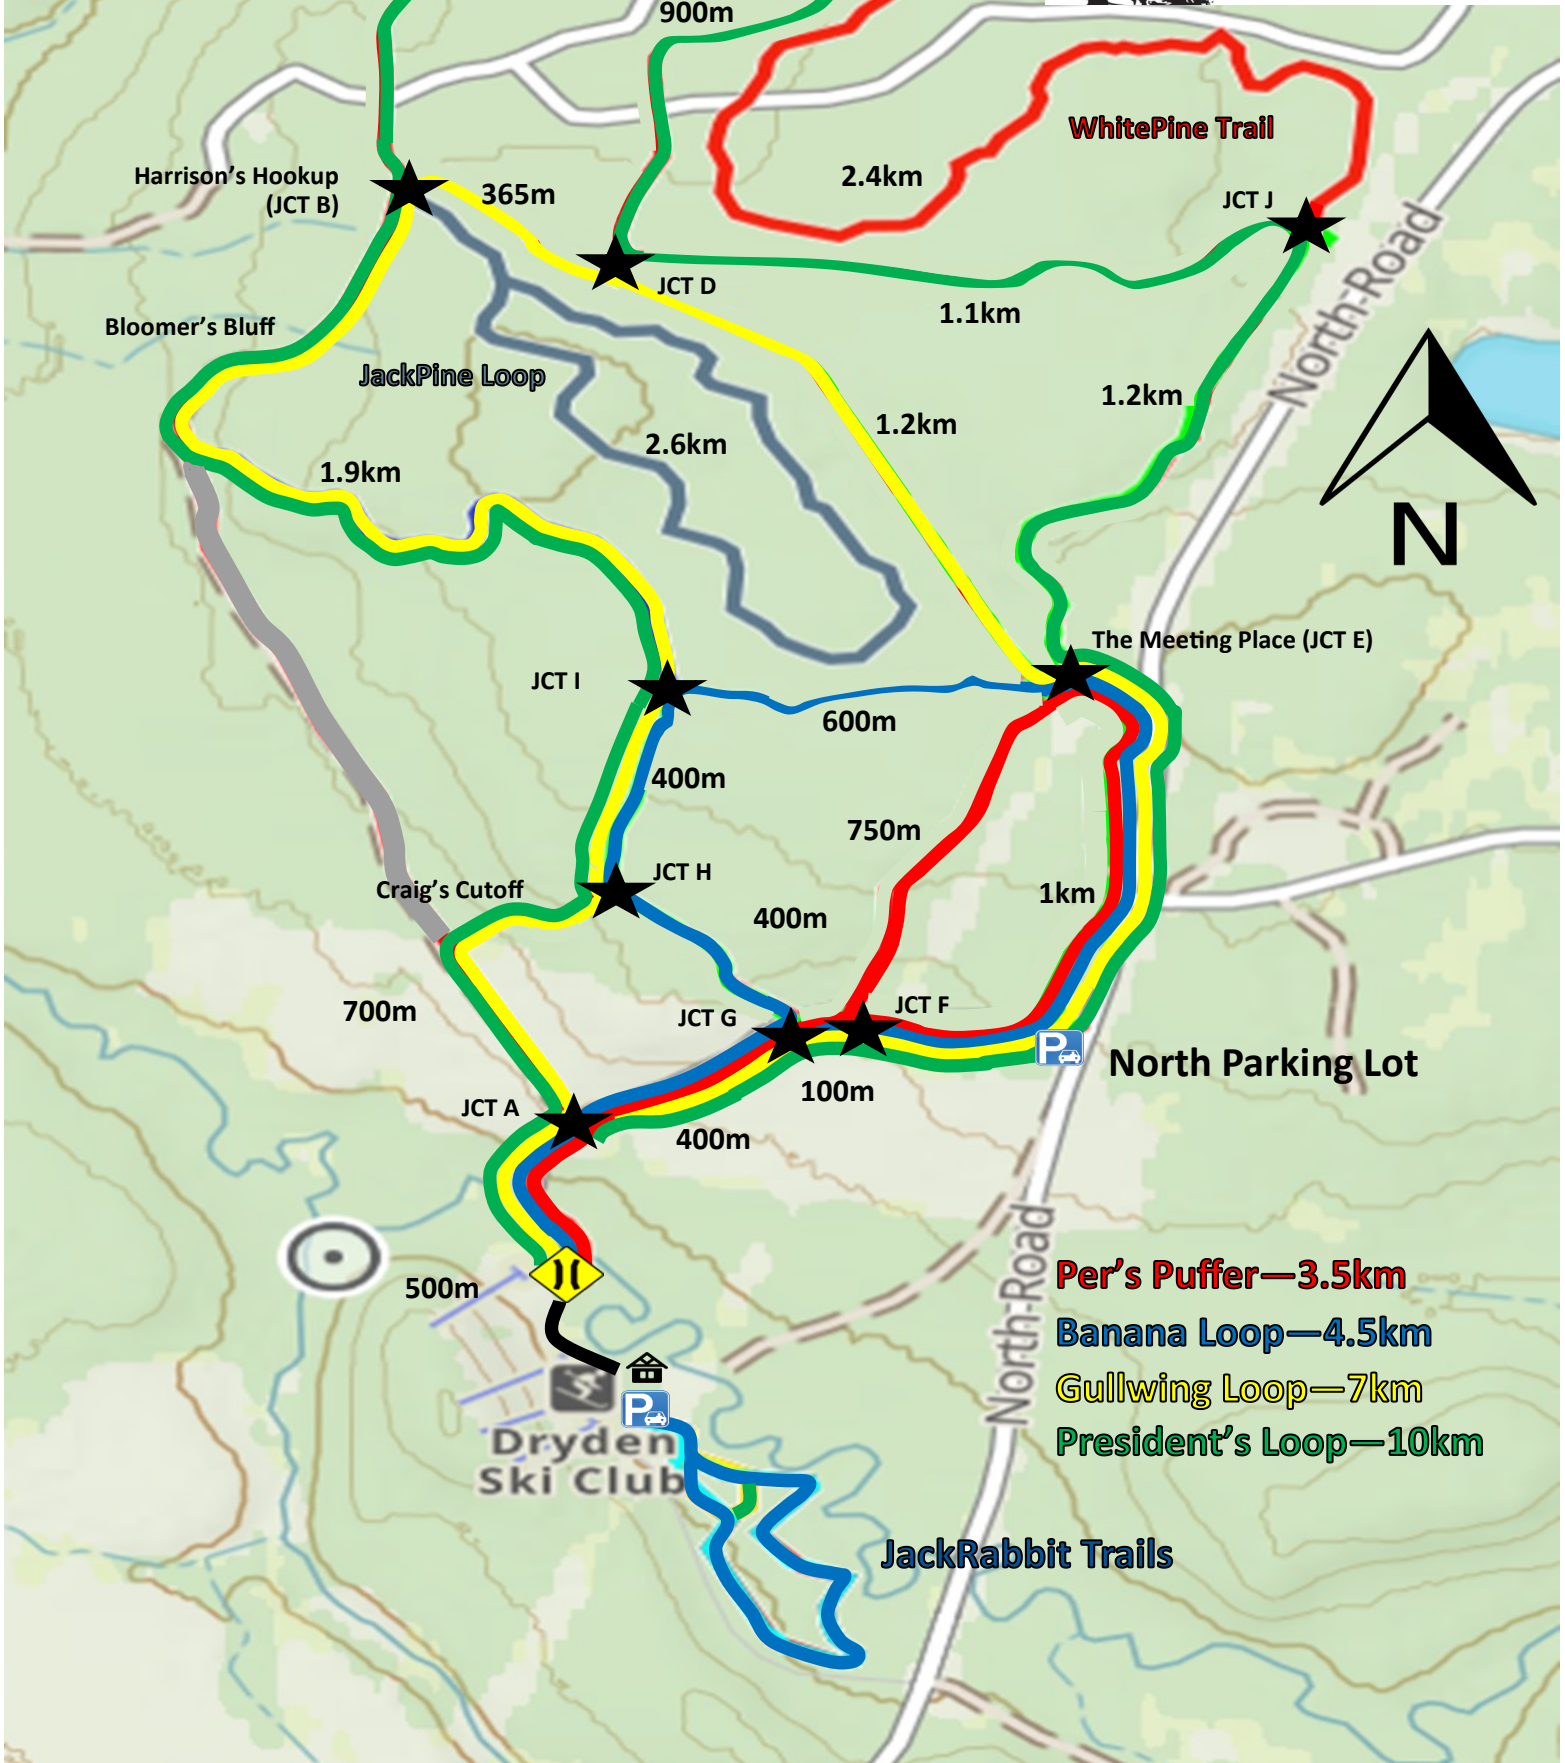 900m
WhitePine Trail
2.4km
Harrison's Hookup
(JCT B)
365m
JCT J
JCT D
1.1km
North Road
Bloomer's Bluff
JackPine Loop
1.2km
1.2km
2.6km
1.9km
N
The Meeting Place (JCT E)
JCT I
600m
400m
750m
JCT H
Craig's Cutoff
1km
400m
700m
JCT G
JCT F
North Parking Lot
P
100m
JCT A
400m
500m
North Road
Per's Puffer—3.5km
Banana Loop—4.5km
Gullwing Loop—7km
President's Loop—10km
P
Dryden
Ski Club
JackRabbit Trails